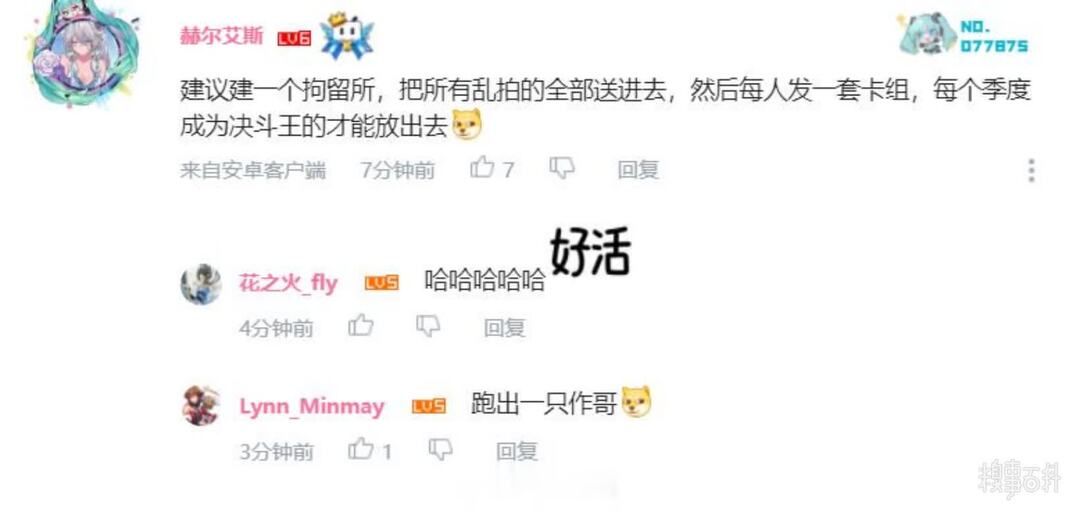 赫尔艾斯 LV6
NO.
077875
建议建一个拘留所，把所有乱拍的全部送进去，然后每人发一套卡组，每个季度
成为决斗王的才能放出去
来自安卓客户端 7分钟前 7 回复
好活
花之火_fly LV5 哈哈哈哈哈
4分钟前 回复
Lynn_Minmay LV5 跑出一只作哥
3分钟前 1 回复
糗事百科